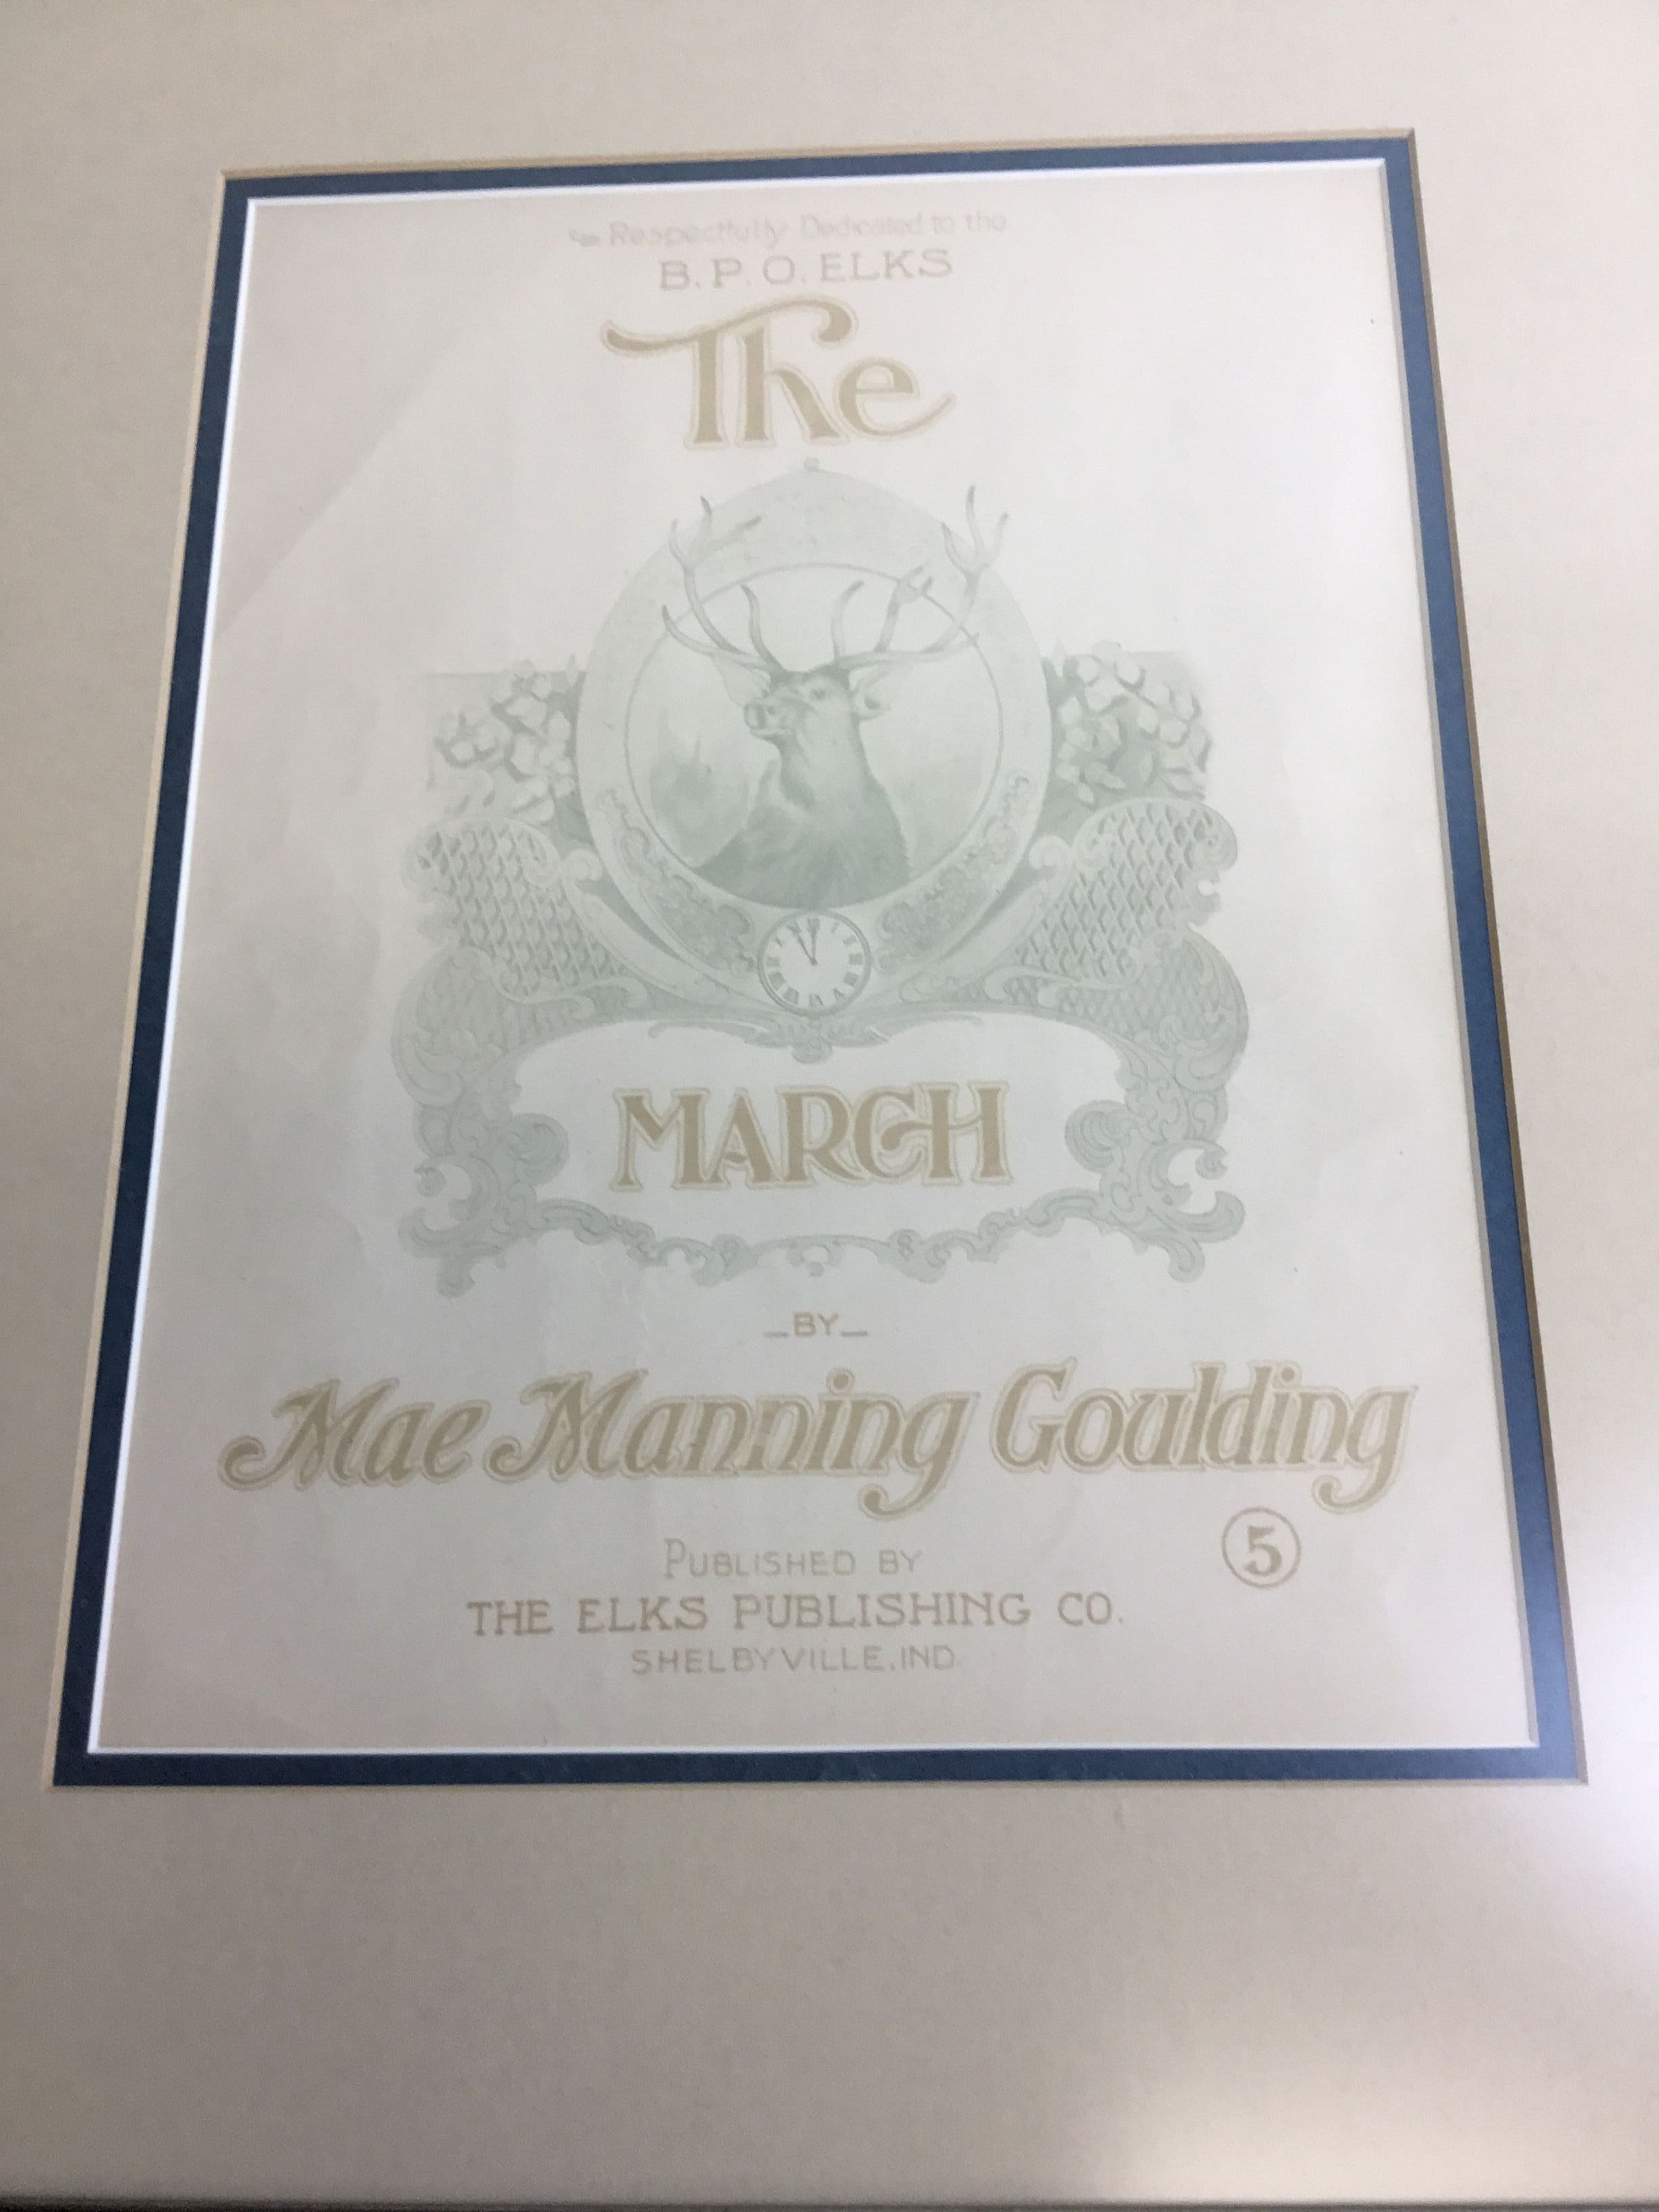 Respectfully Dedicated to the
B. P. O. ELKS
The
MARCH
—BY—
Mae Manning Goulding
5
PUBLISHED BY
THE ELKS PUBLISHING CO.
SHELBYVILLE, IND.